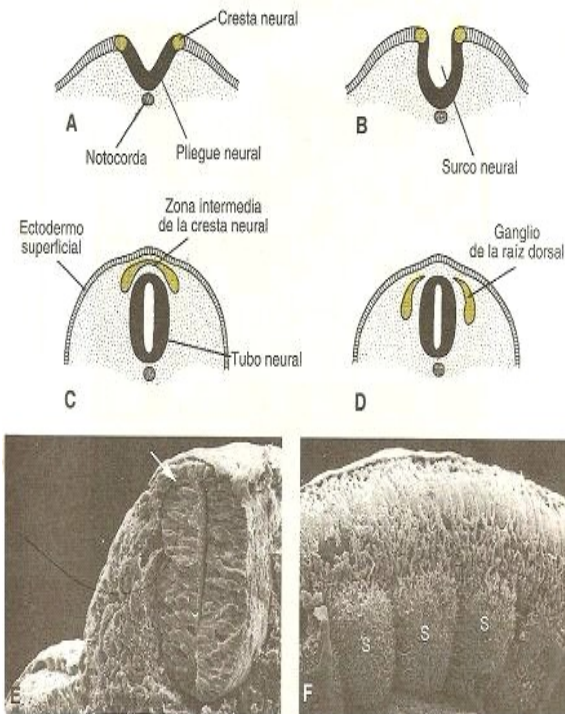 Cresta neural
A
B
Notocorda
Pliegue neural
Surco neural
Zona intermedia
de la cresta neural
Ectodermo
superficial
Ganglio
de la raíz dorsal
Tubo neural
C
D
E
S
S
S
F